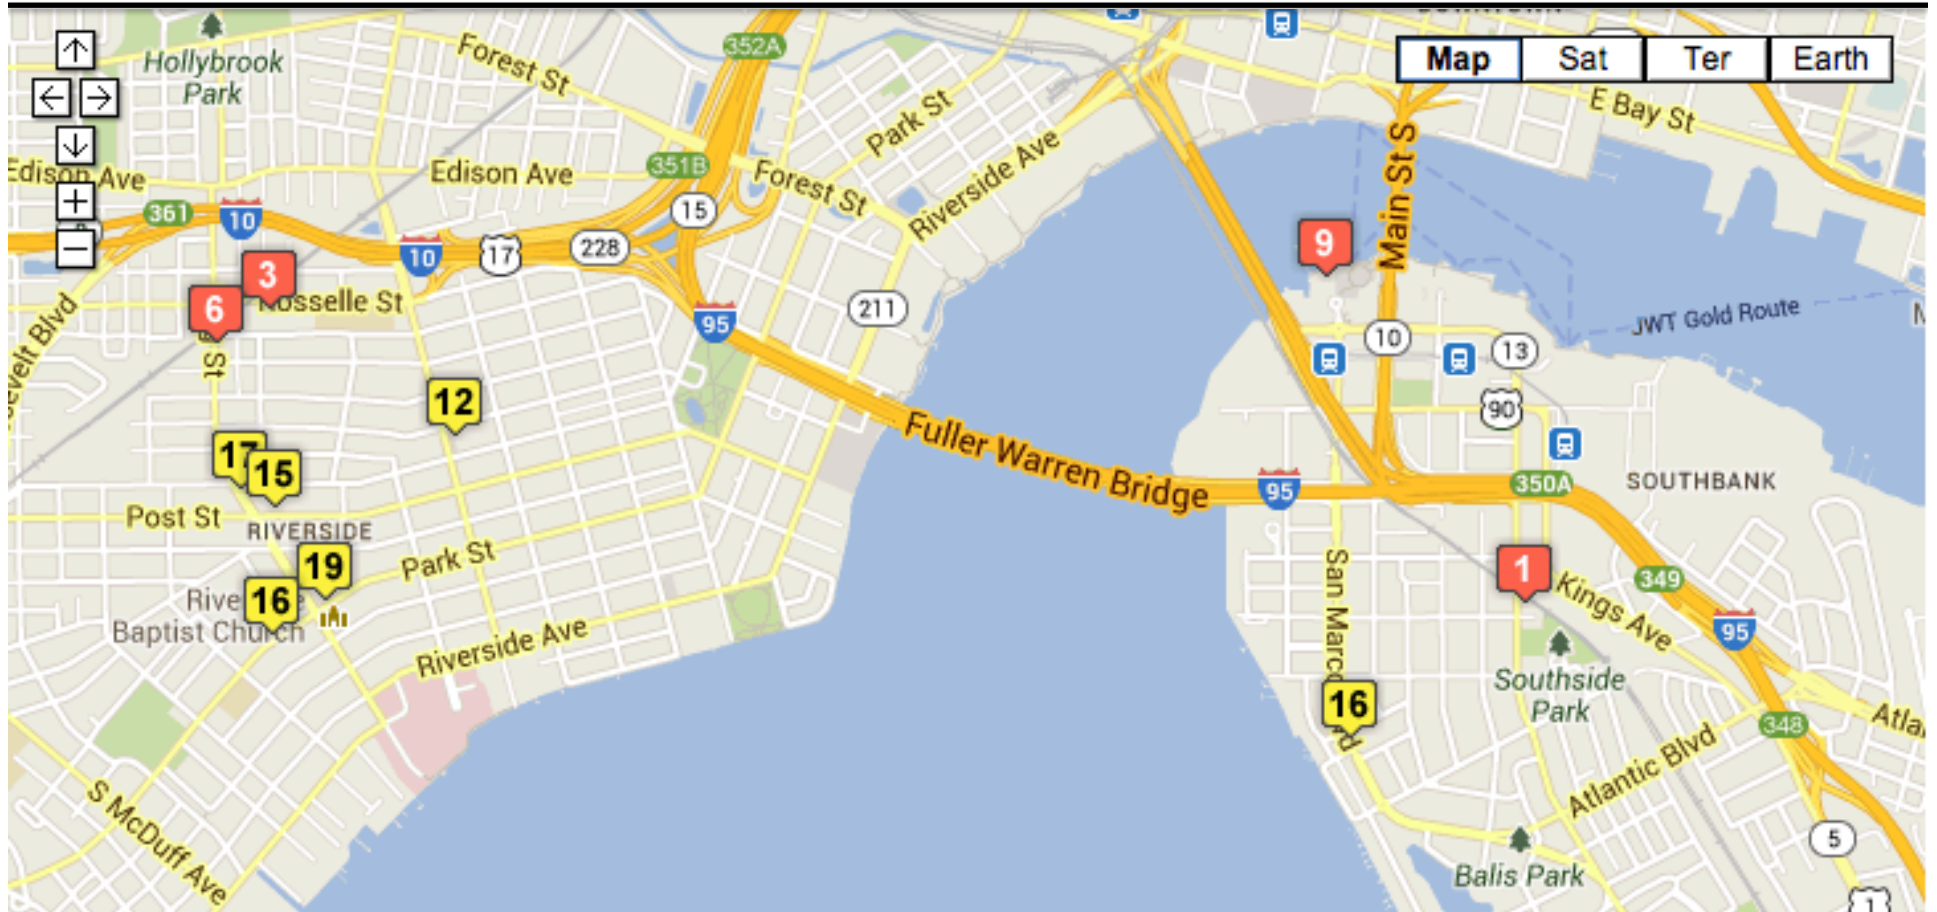 Hollybrook
Park
Forest St
352A
Map
Sat
Ter
Earth
Park St
E Bay St
Edison Ave
Edison Ave
351B
Forest St
Riverside Ave
Main St S
361
10
15
10
17
228
9
3
6
St
211
95
JWT Gold Route
10
13
90
12
Fuller Warren Bridge
95
350A
SOUTHBANK
17
15
Post St
RIVERSIDE
Park St
19
16
Baptist Church
Riverside Ave
San Marco
1
Kings Ave
349
95
Southside
Park
16
348
Atlantic Blvd
S McDuff Ave
5
Balis Park
1